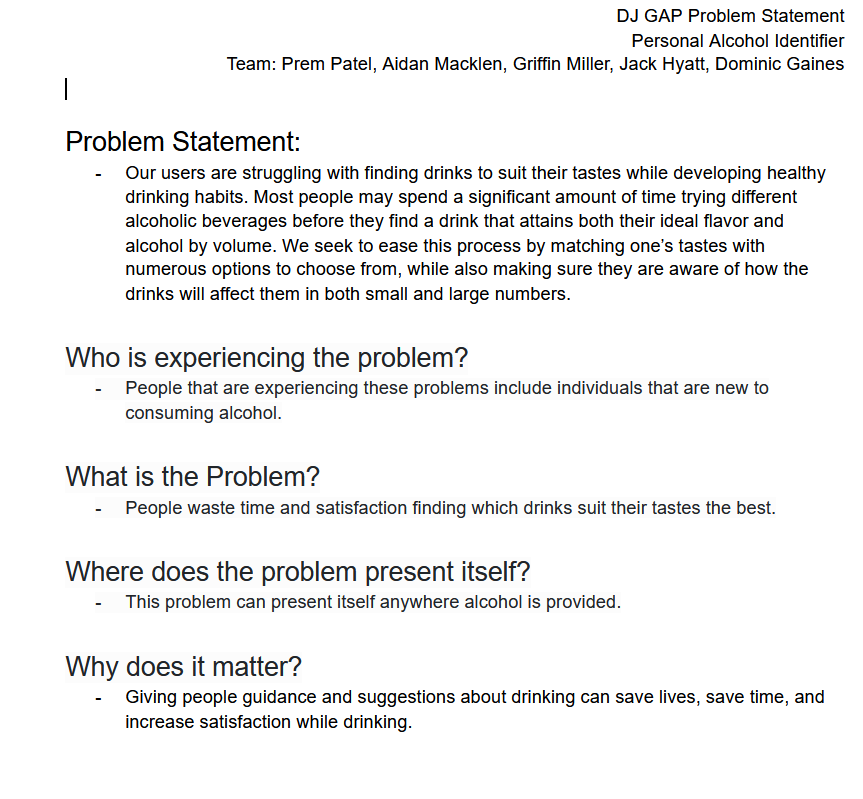 DJ GAP Problem Statement
Personal Alcohol Identifier
Team: Prem Patel, Aidan Macklen, Griffin Miller, Jack Hyatt, Dominic Gaines
Problem Statement:
- Our users are struggling with finding drinks to suit their tastes while developing healthy
drinking habits. Most people may spend a significant amount of time trying different
alcoholic beverages before they find a drink that attains both their ideal flavor and
alcohol by volume. We seek to ease this process by matching one’s tastes with
numerous options to choose from, while also making sure they are aware of how the
drinks will affect them in both small and large numbers.
Who is experiencing the problem?
- People that are experiencing these problems include individuals that are new to
consuming alcohol.
What is the Problem?
- People waste time and satisfaction finding which drinks suit their tastes the best.
Where does the problem present itself?
- This problem can present itself anywhere alcohol is provided.
Why does it matter?
- Giving people guidance and suggestions about drinking can save lives, save time, and
increase satisfaction while drinking.